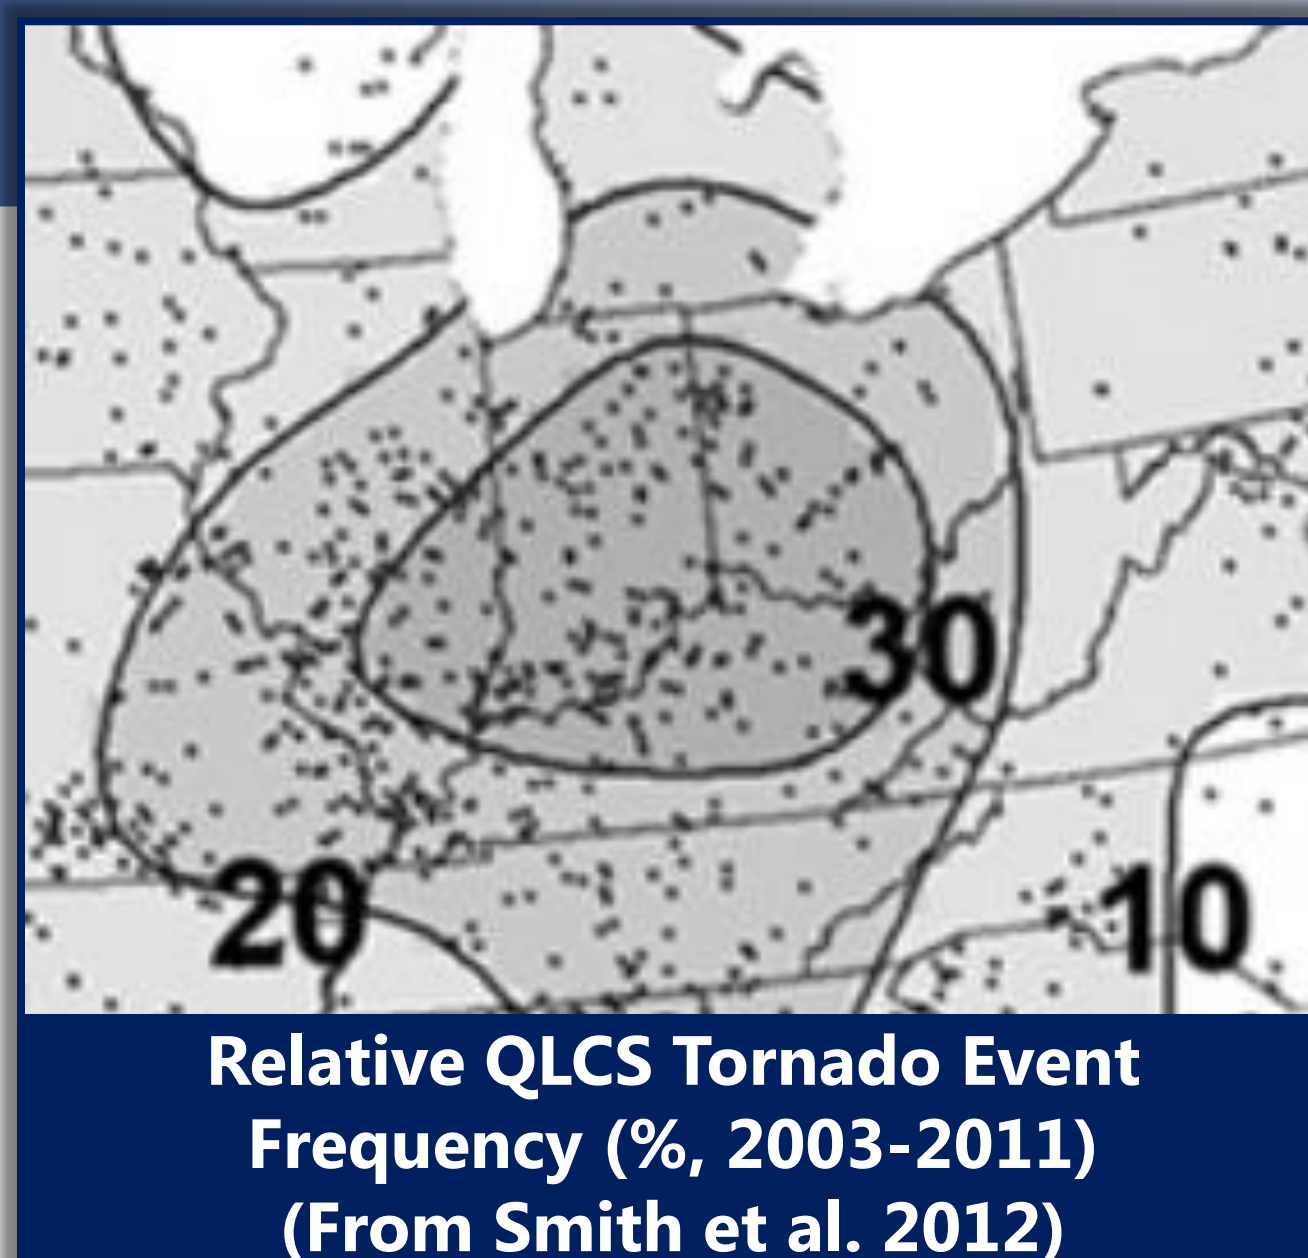 30
20
10
Relative QLCS Tornado Event
Frequency (%, 2003-2011)
(From Smith et al. 2012)